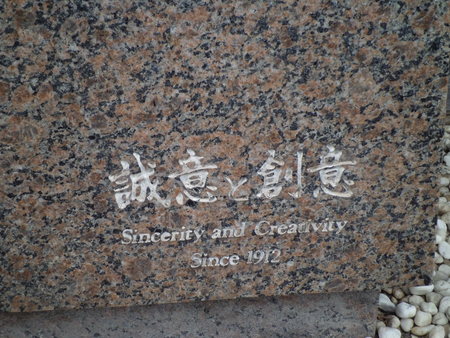 誠意と創意
Sincerity and Creativity
Since 1912